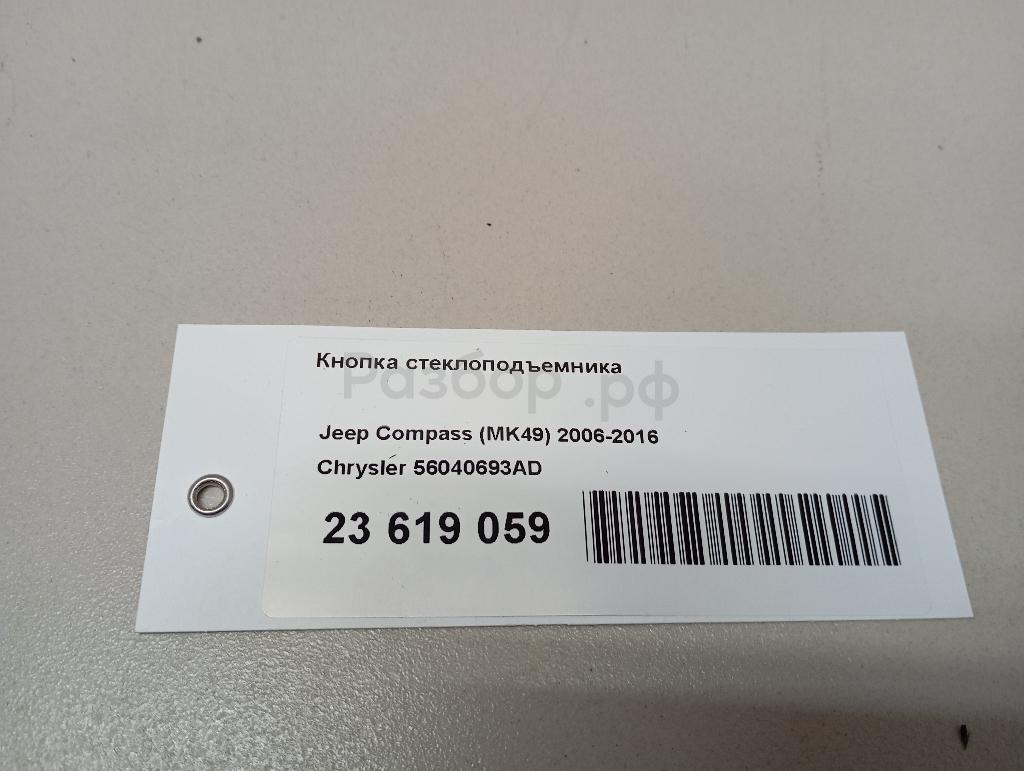 Кнопка стеклоподъемника
Разбор.рф
Jeep Compass (MK49) 2006-2016
Chrysler 56040693AD
23 619 059